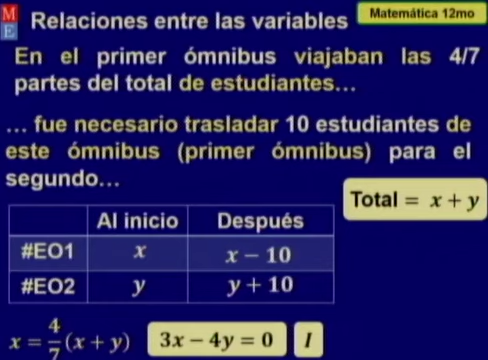 M
E
Relaciones entre las variables
Matemática 12mo
En el primer ómnibus viajaban las 4/7
partes del total de estudiantes...
... fue necesario trasladar 10 estudiantes de
este ómnibus (primer ómnibus) para el
segundo...
Total = x + y
Al inicio Después
#EO1 x x − 10
#EO2 y y + 10
x = 4/7 (x + y) 3x − 4y = 0 I